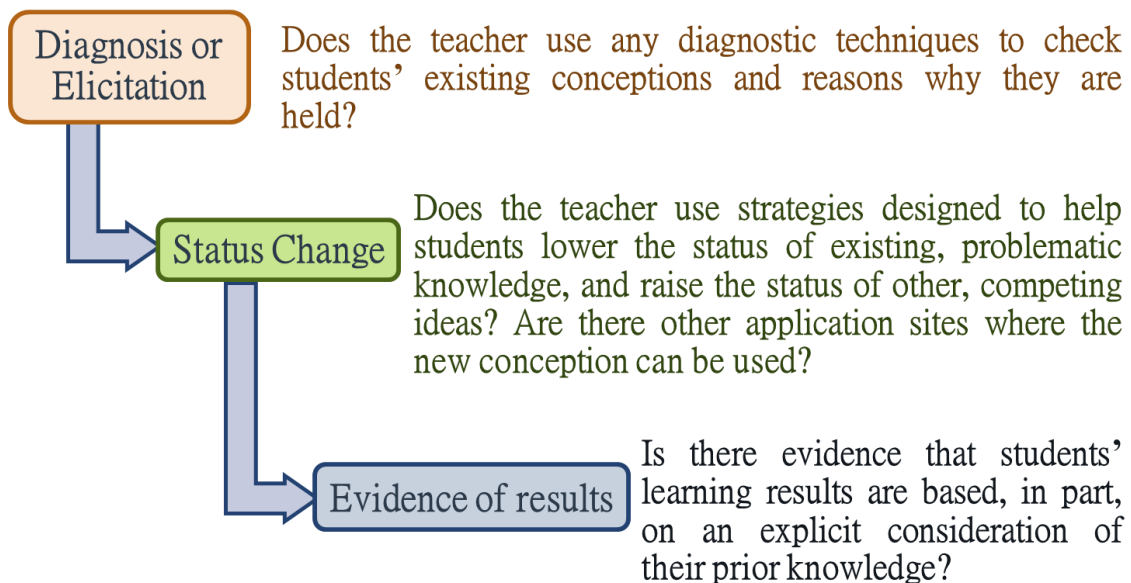 Diagnosis or
Elicitation
Does the teacher use any diagnostic techniques to check
students’ existing conceptions and reasons why they are
held?
Status Change
Does the teacher use strategies designed to help
students lower the status of existing, problematic
knowledge, and raise the status of other, competing
ideas? Are there other application sites where the
new conception can be used?
Evidence of results
Is there evidence that students’
learning results are based, in part,
on an explicit consideration of
their prior knowledge?